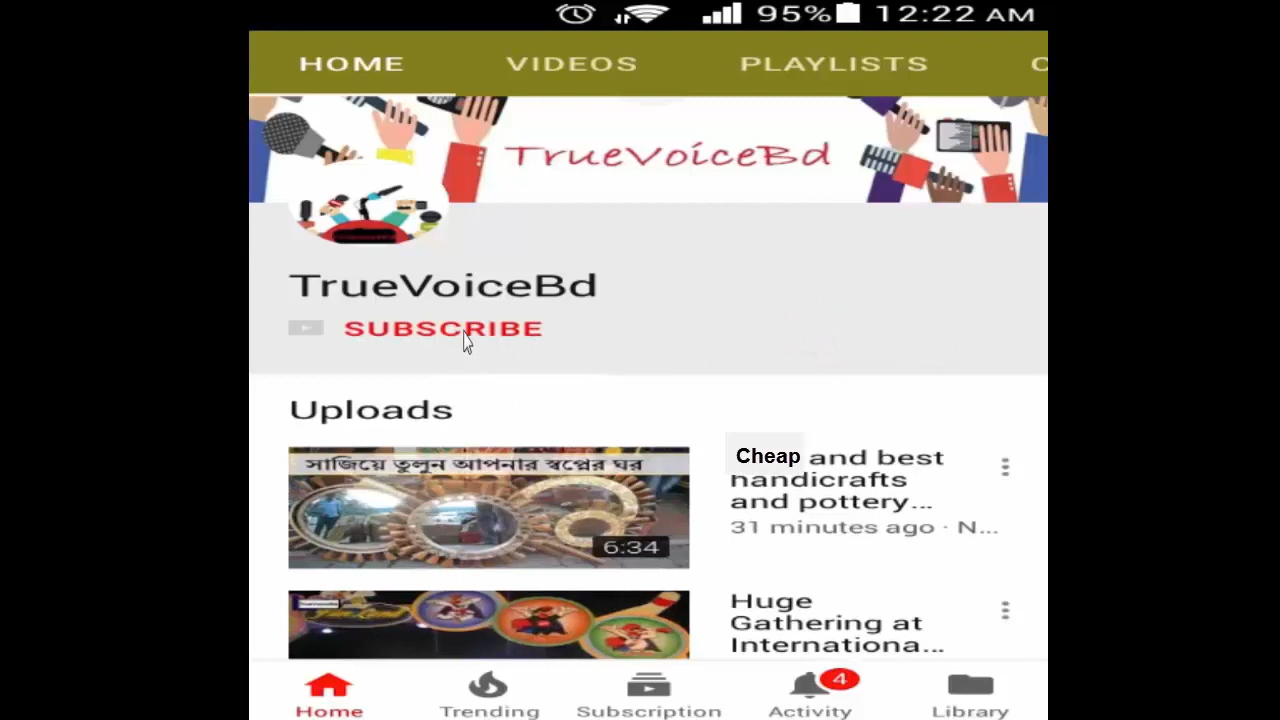 95% 12:22 AM
HOME VIDEOS PLAYLISTS
TrueVoiceBd
TrueVoiceBd
SUBSCRIBE
Uploads
সাজিয়ে তুলুন আপনার স্বপ্নের ঘর
6:34
Cheap and best
handicrafts
and pottery...
31 minutes ago · N...
Huge
Gathering at
Internationa...
4
Home Trending Subscription Activity Library